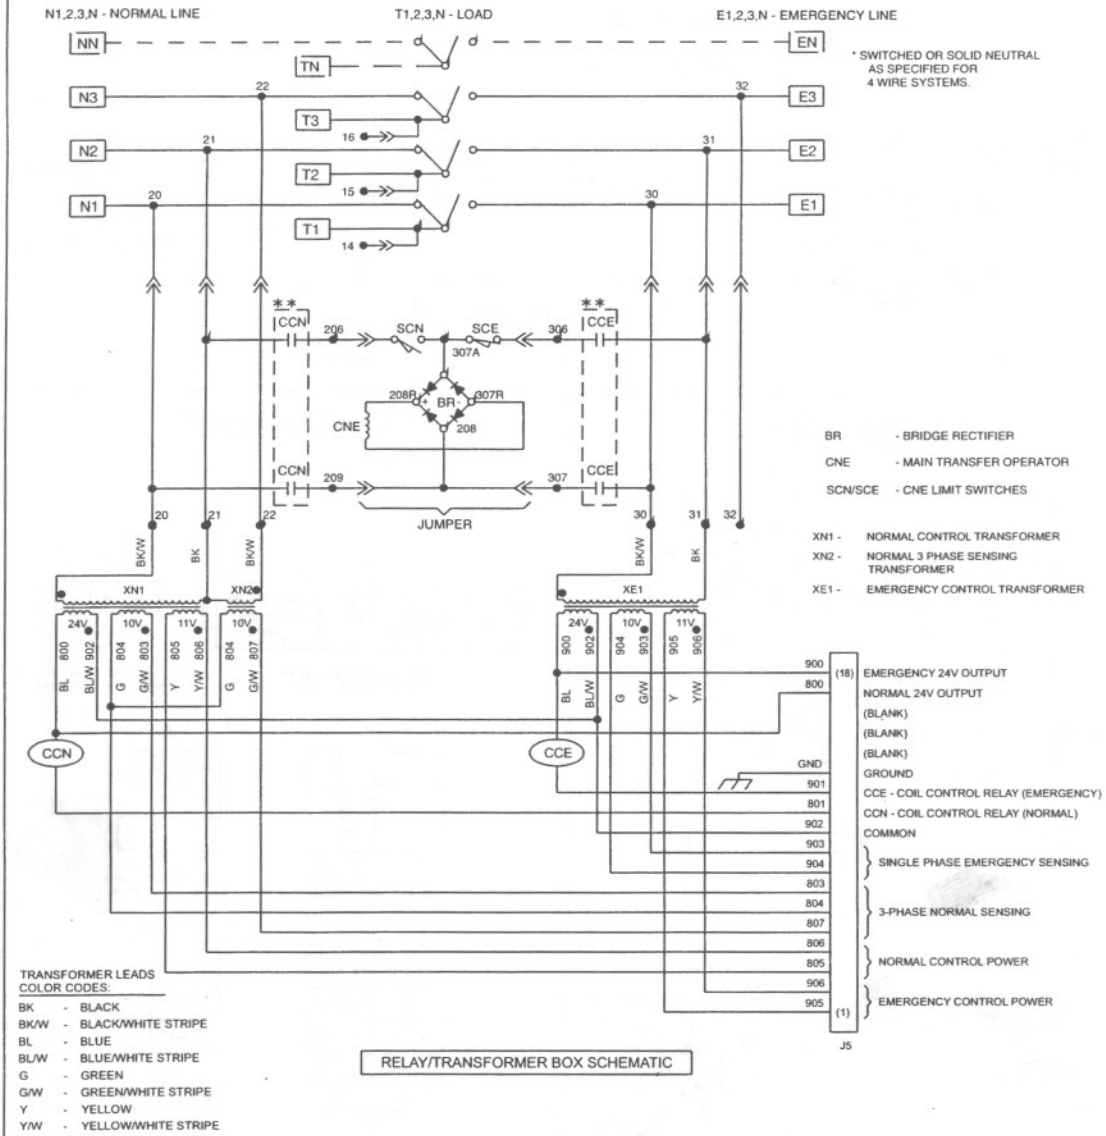 N1,2,3,N - NORMAL LINE T1,2,3,N - LOAD E1,2,3,N - EMERGENCY LINE
NN EN
TN
* SWITCHED OR SOLID NEUTRAL
AS SPECIFIED FOR
4 WIRE SYSTEMS.
N3 22 32 E3
T3
16
N2 21 31 E2
T2
15
N1 20 30 E1
T1
14
** **
CCN 206 SCN SCE 306 CCE
307A
208R + BR - 307R
CNE 208
CCN 209 307 CCE
JUMPER
20 21 22 30 31 32
BK/W BK BK/W BK/W BK
BR - BRIDGE RECTIFIER
CNE - MAIN TRANSFER OPERATOR
SCN/SCE - CNE LIMIT SWITCHES
XN1 - NORMAL CONTROL TRANSFORMER
XN2 - NORMAL 3 PHASE SENSING
TRANSFORMER
XE1 - EMERGENCY CONTROL TRANSFORMER
XN1 XN2 XE1
24V 10V 11V 10V 24V 10V 11V
800 902 804 803 805 806 804 807 900 902 904 903 905 906
BL BL/W G G/W Y Y/W G G/W BL BL/W G G/W Y Y/W
CCN CCE
900 (18) EMERGENCY 24V OUTPUT
800 NORMAL 24V OUTPUT
(BLANK)
(BLANK)
(BLANK)
GND GROUND
901 CCE - COIL CONTROL RELAY (EMERGENCY)
801 CCN - COIL CONTROL RELAY (NORMAL)
902 COMMON
903
904 SINGLE PHASE EMERGENCY SENSING
803
804 3-PHASE NORMAL SENSING
807
806
805 NORMAL CONTROL POWER
906
905 (1) EMERGENCY CONTROL POWER
J5
TRANSFORMER LEADS
COLOR CODES:
BK - BLACK
BK/W - BLACK/WHITE STRIPE
BL - BLUE
BL/W - BLUE/WHITE STRIPE
G - GREEN
G/W - GREEN/WHITE STRIPE
Y - YELLOW
Y/W - YELLOW/WHITE STRIPE
RELAY/TRANSFORMER BOX SCHEMATIC